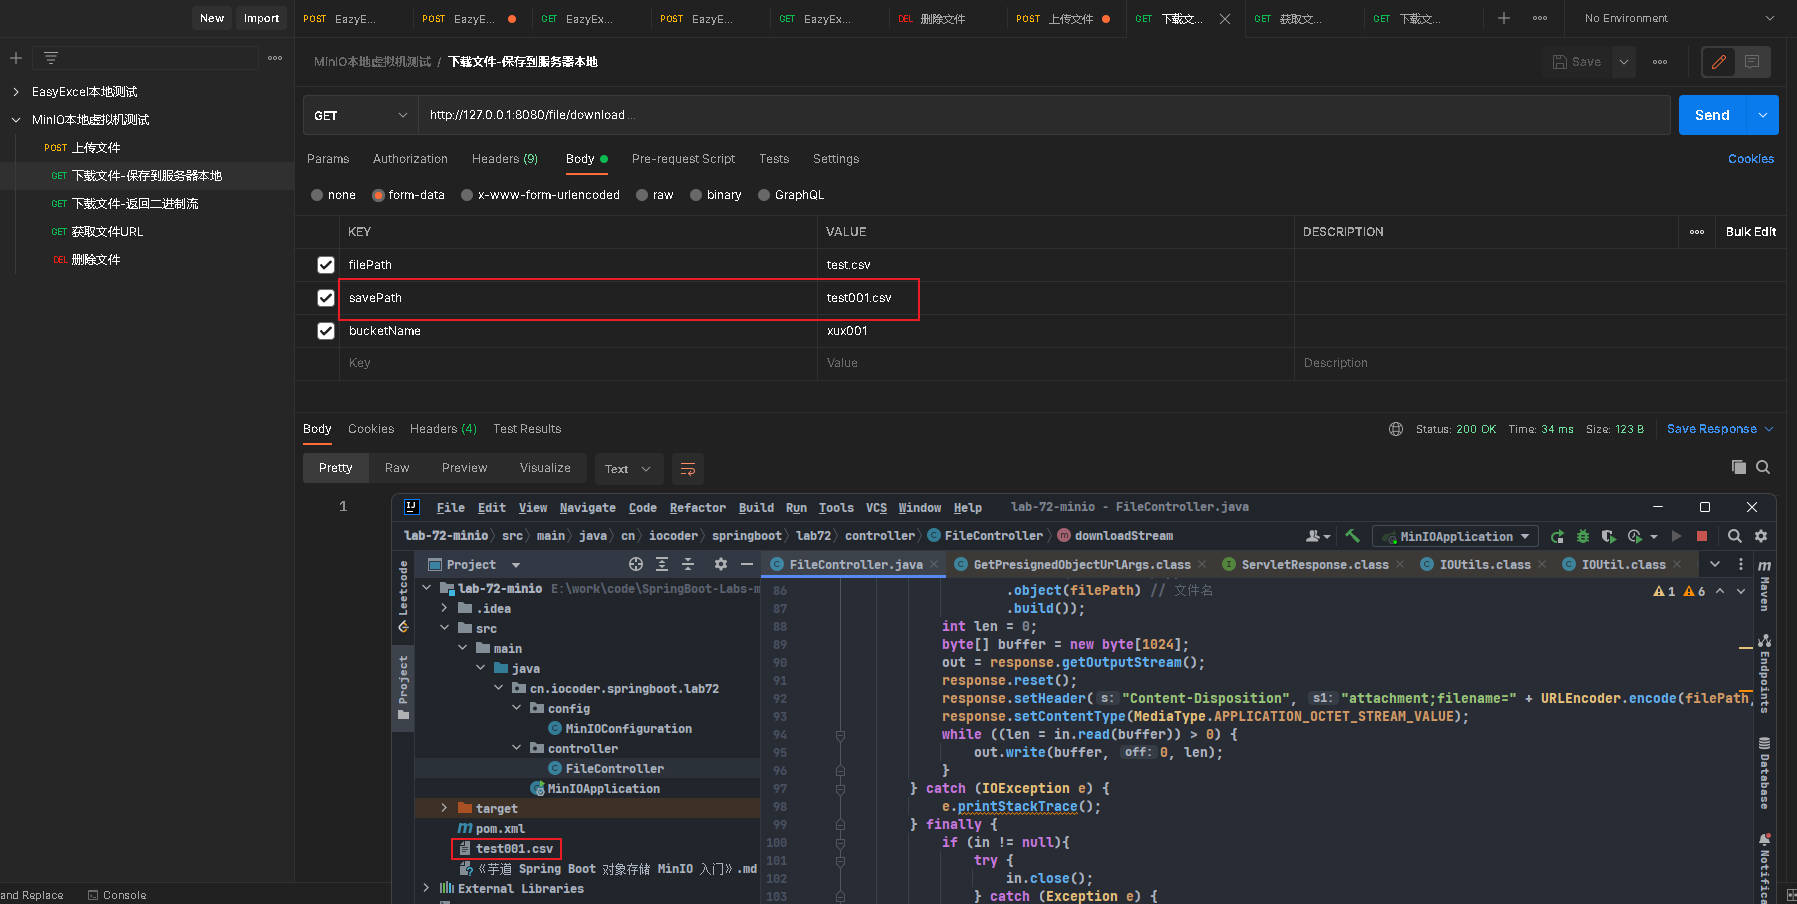 New Import POST EazyE... POST EazyE... GET EazyEx... POST EazyE... GET EazyEx... DEL 删除文件 POST 上传文件 GET 下载文... GET 获取文... GET 下载文... No Environment
MinIO本地虚拟机测试 / 下载文件-保存到服务器本地 Save
EasyExcel本地测试
MinIO本地虚拟机测试
POST 上传文件
GET 下载文件-保存到服务器本地
GET 下载文件-返回二进制流
GET 获取文件URL
DEL 删除文件
GET http://127.0.0.1:8080/file/download ... Send
Params Authorization Headers (9) Body Pre-request Script Tests Settings Cookies
none form-data x-www-form-urlencoded raw binary GraphQL
KEY VALUE DESCRIPTION Bulk Edit
filePath test.csv
savePath test001.csv
bucketName xux001
Key Value Description
Body Cookies Headers (4) Test Results Status: 200 OK Time: 34 ms Size: 123 B Save Response
Pretty Raw Preview Visualize Text
1
File Edit View Navigate Code Refactor Build Run Tools VCS Window Help lab-72-minio - FileController.java
lab-72-minio src main java cn iocoder springboot lab72 controller FileController downloadStream MinIOApplication
Project FileController.java GetPresignedObjectUrlArgs.class ServletResponse.class IOUtils.class IOUtil.class
Leetcode
Project
lab-72-minio E:\work\code\SpringBoot-Labs-m
.idea
src
main
java
cn.iocoder.springboot.lab72
config
MinIOConfiguration
controller
FileController
MinIOApplication
target
pom.xml
test001.csv
《芋道 Spring Boot 对象存储 MinIO 入门》.md
External Libraries
86 .object(filePath) // 文件名
87 .build());
88 int len = 0;
89 byte[] buffer = new byte[1024];
90 out = response.getOutputStream();
91 response.reset();
92 response.setHeader( s: "Content-Disposition", s1: "attachment;filename=" + URLEncoder.encode(filePath,
93 response.setContentType(MediaType.APPLICATION_OCTET_STREAM_VALUE);
94 while ((len = in.read(buffer)) > 0) {
95 out.write(buffer, off: 0, len);
96 }
97 } catch (IOException e) {
98 e.printStackTrace();
99 } finally {
100 if (in != null){
101 try {
102 in.close();
103 } catch (Exception e) {
1 6
Maven
Endpoints
Database
Notifica
and Replace Console